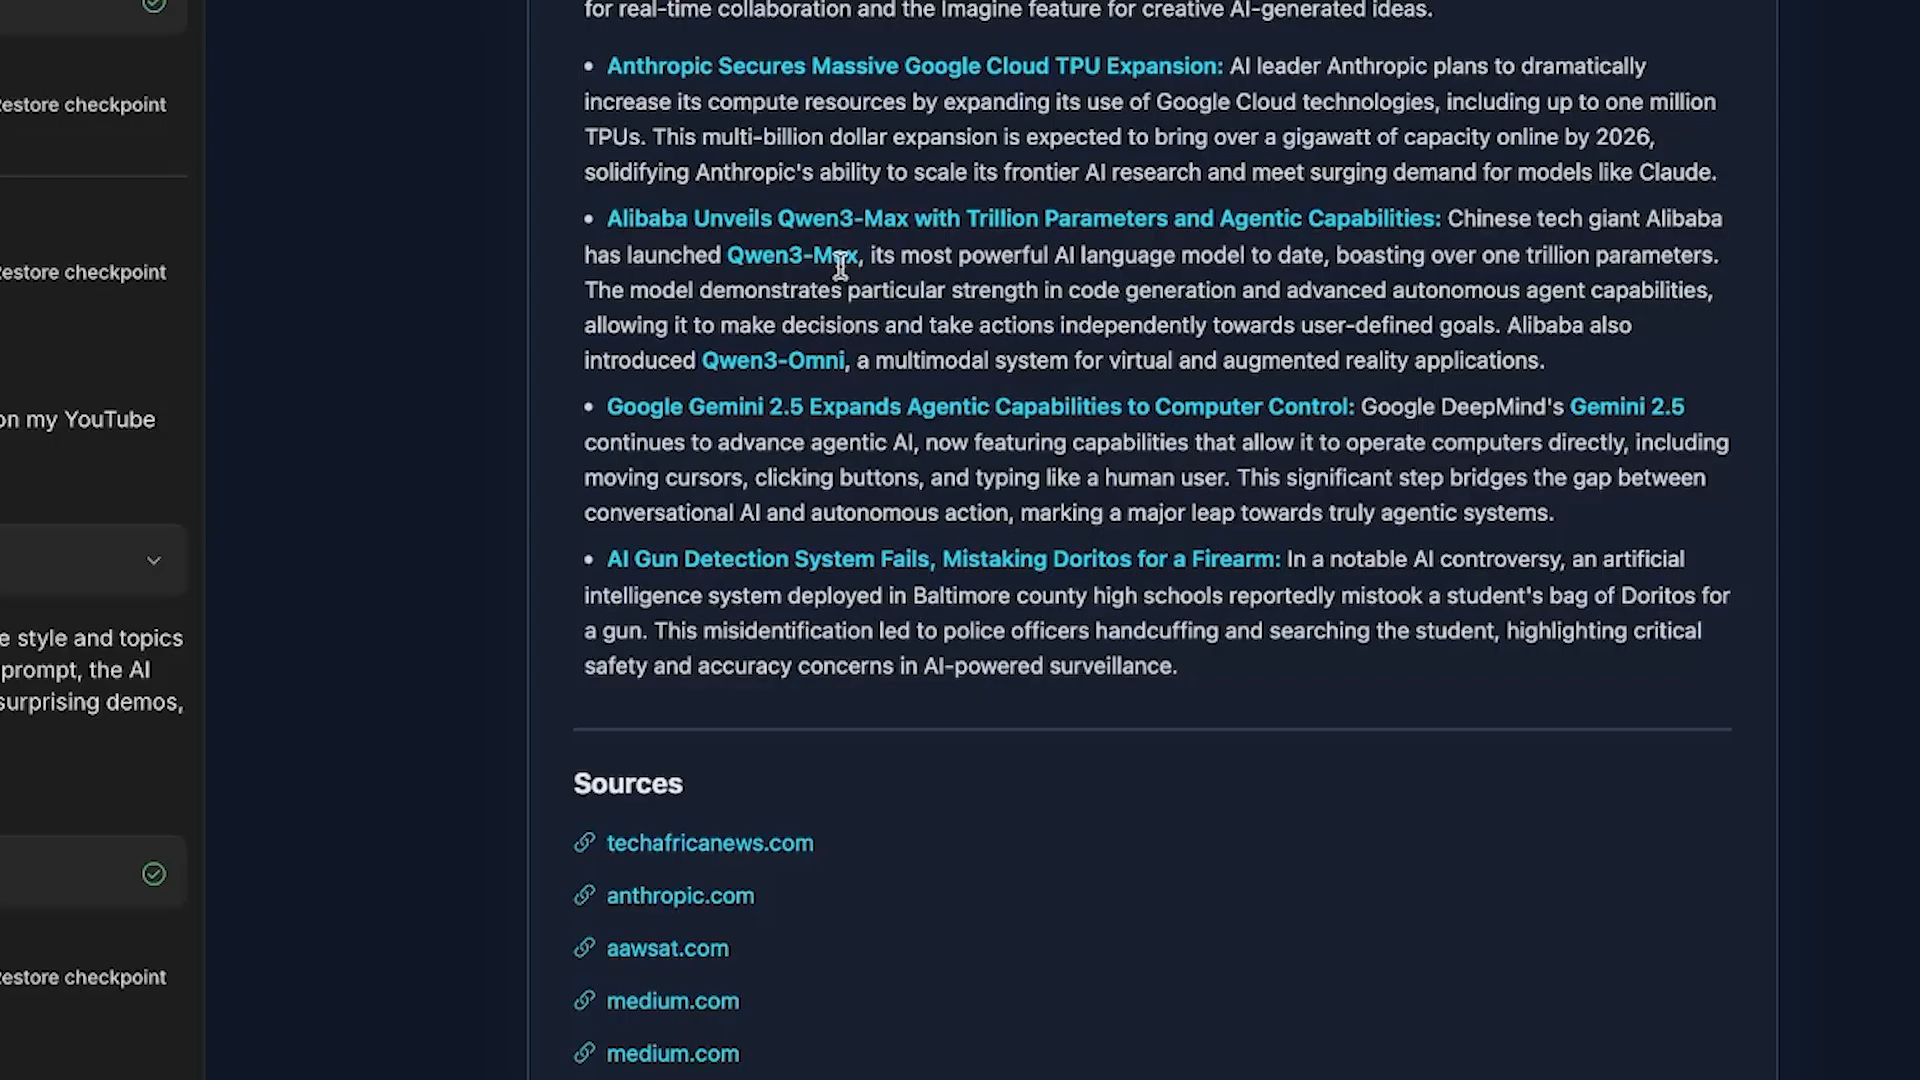 estore checkpoint
estore checkpoint
on my YouTube
e style and topics
prompt, the AI
surprising demos,
estore checkpoint
for real-time collaboration and the Imagine feature for creative AI-generated ideas.
• Anthropic Secures Massive Google Cloud TPU Expansion: AI leader Anthropic plans to dramatically
increase its compute resources by expanding its use of Google Cloud technologies, including up to one million
TPUs. This multi-billion dollar expansion is expected to bring over a gigawatt of capacity online by 2026,
solidifying Anthropic's ability to scale its frontier AI research and meet surging demand for models like Claude.
• Alibaba Unveils Qwen3-Max with Trillion Parameters and Agentic Capabilities: Chinese tech giant Alibaba
has launched Qwen3-Max, its most powerful AI language model to date, boasting over one trillion parameters.
The model demonstrates particular strength in code generation and advanced autonomous agent capabilities,
allowing it to make decisions and take actions independently towards user-defined goals. Alibaba also
introduced Qwen3-Omni, a multimodal system for virtual and augmented reality applications.
• Google Gemini 2.5 Expands Agentic Capabilities to Computer Control: Google DeepMind's Gemini 2.5
continues to advance agentic AI, now featuring capabilities that allow it to operate computers directly, including
moving cursors, clicking buttons, and typing like a human user. This significant step bridges the gap between
conversational AI and autonomous action, marking a major leap towards truly agentic systems.
• AI Gun Detection System Fails, Mistaking Doritos for a Firearm: In a notable AI controversy, an artificial
intelligence system deployed in Baltimore county high schools reportedly mistook a student's bag of Doritos for
a gun. This misidentification led to police officers handcuffing and searching the student, highlighting critical
safety and accuracy concerns in AI-powered surveillance.
Sources
techafricanews.com
anthropic.com
aawsat.com
medium.com
medium.com